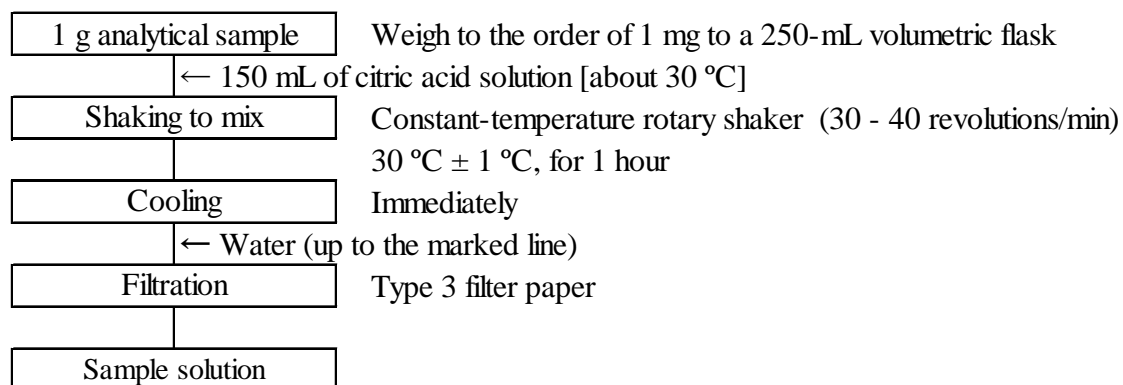 1 g analytical sample Weigh to the order of 1 mg to a 250-mL volumetric flask
← 150 mL of citric acid solution [about 30 ºC]
Shaking to mix Constant-temperature rotary shaker (30 - 40 revolutions/min)
30 ºC ± 1 ºC, for 1 hour
Cooling Immediately
← Water (up to the marked line)
Filtration Type 3 filter paper
Sample solution